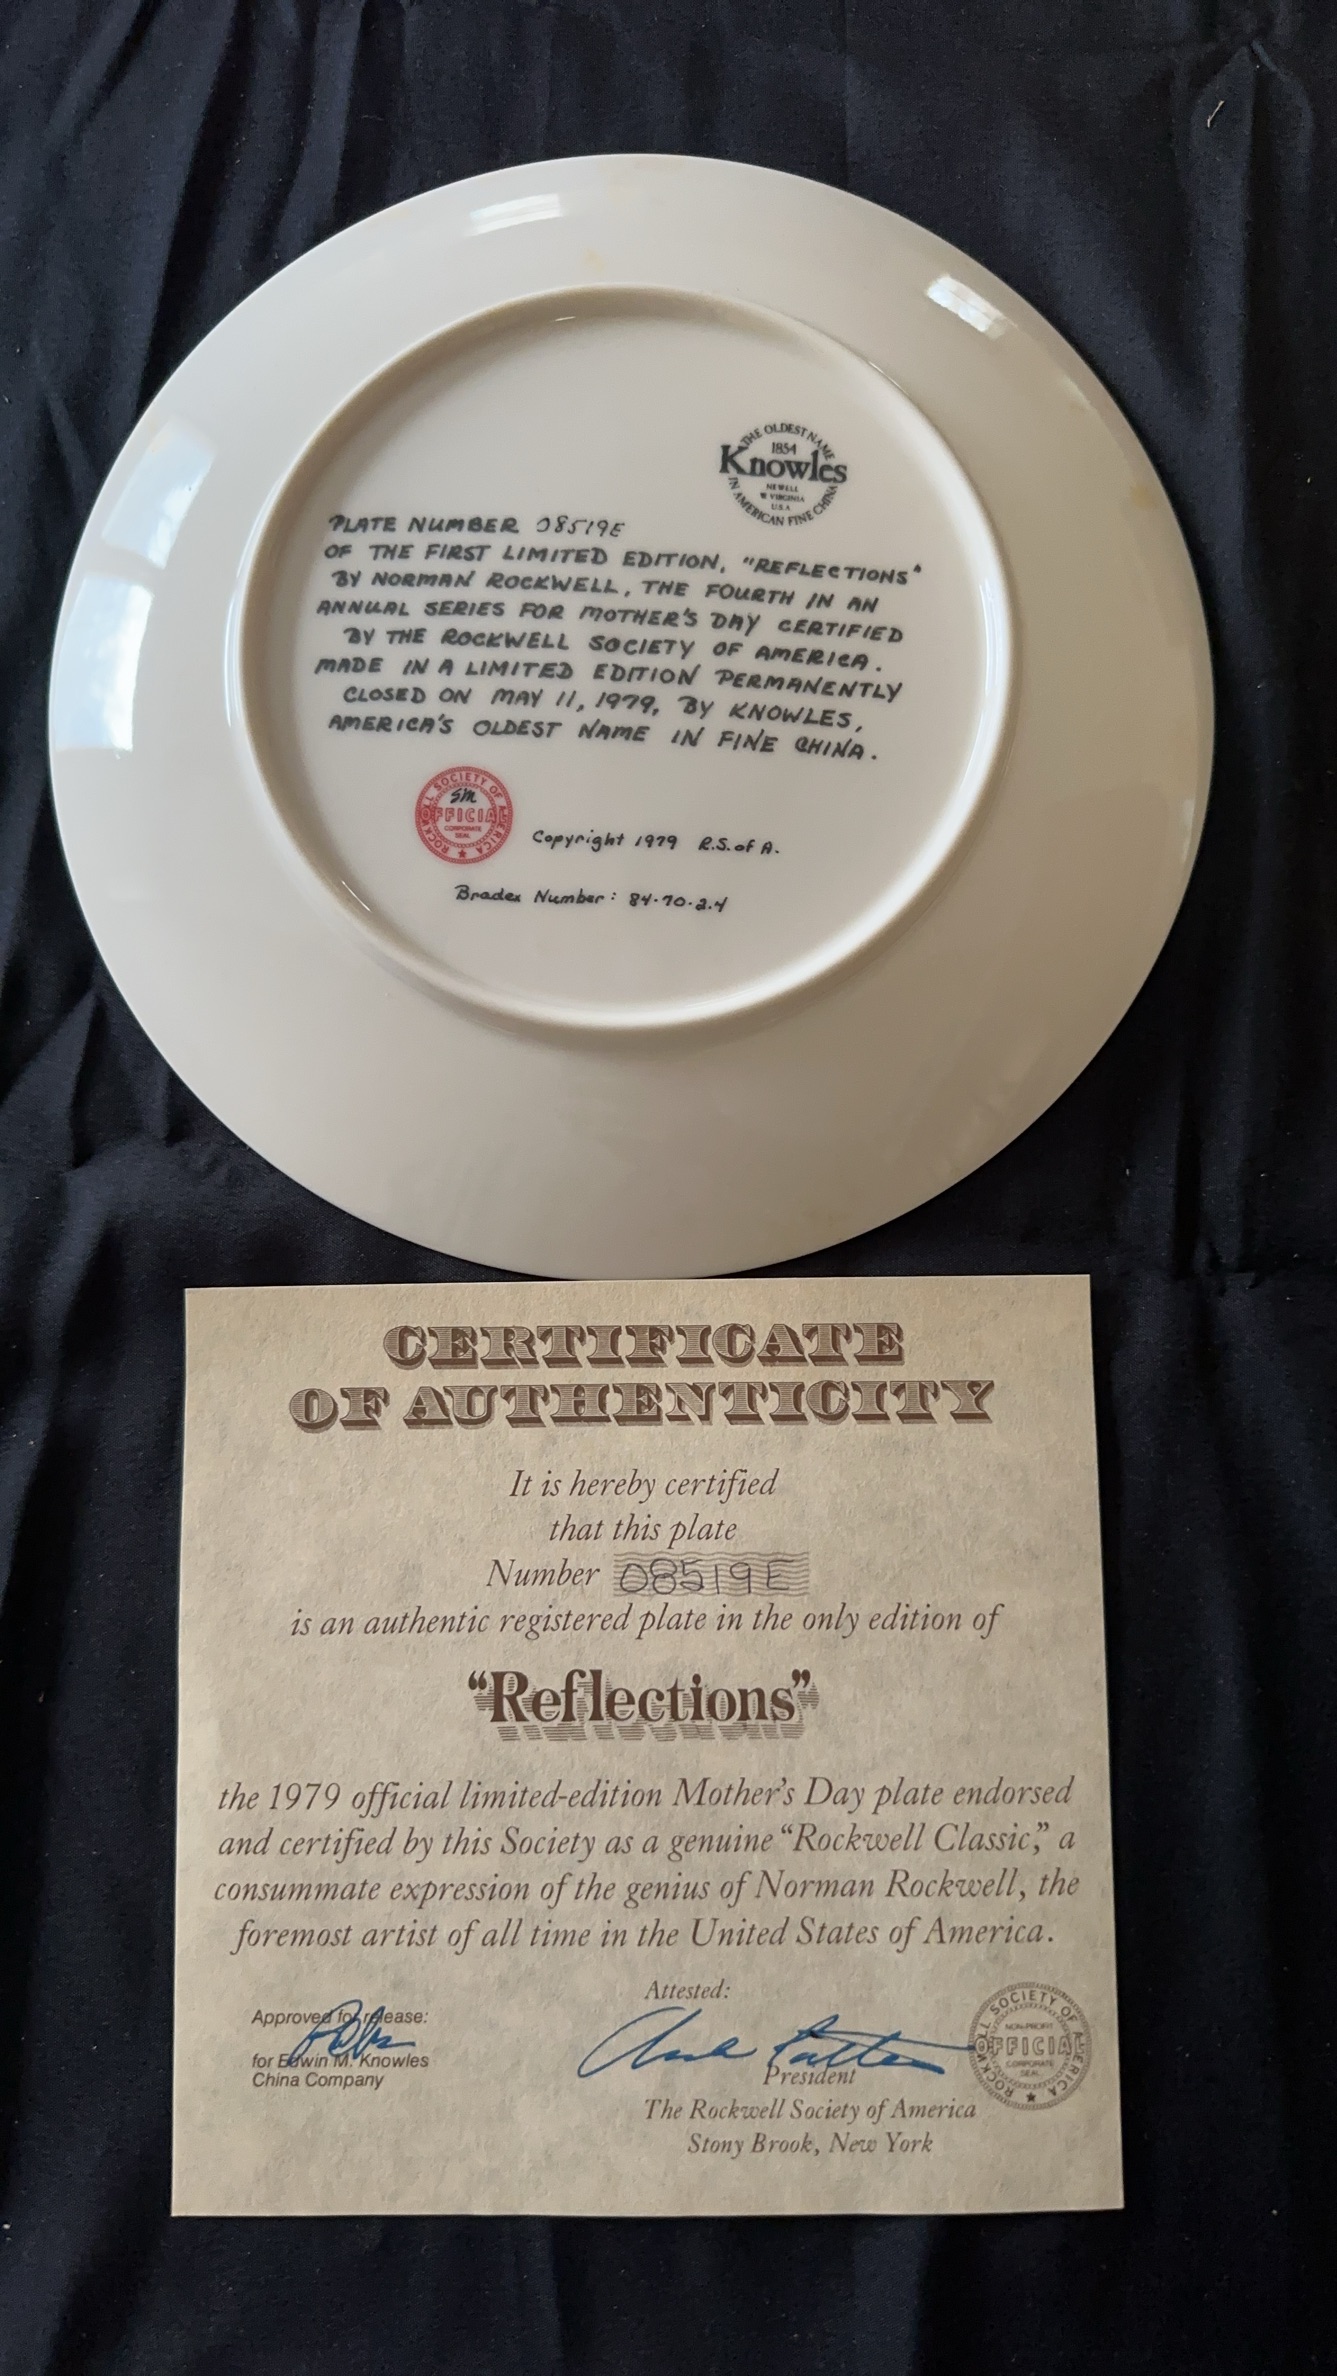 THE OLDEST NAME
1854
Knowles
NEWELL
W VIRGINIA
U.S.A
IN AMERICAN FINE CHINA
PLATE NUMBER 08519E
OF THE FIRST LIMITED EDITION, "REFLECTIONS"
BY NORMAN ROCKWELL, THE FOURTH IN AN
ANNUAL SERIES FOR MOTHER'S DAY CERTIFIED
BY THE ROCKWELL SOCIETY OF AMERICA.
MADE IN A LIMITED EDITION PERMANENTLY
CLOSED ON MAY 11, 1979, BY KNOWLES,
AMERICA'S OLDEST NAME IN FINE CHINA.
ROCKWELL SOCIETY OF AMERICA
SM
OFFICIAL
CORPORATE
SEAL
Copyright 1979 R.S. of A.
Bradex Number: 84-70-2.4
CERTIFICATE
OF AUTHENTICITY
It is hereby certified
that this plate
Number 08519E
is an authentic registered plate in the only edition of
"Reflections"
the 1979 official limited-edition Mother's Day plate endorsed
and certified by this Society as a genuine "Rockwell Classic," a
consummate expression of the genius of Norman Rockwell, the
foremost artist of all time in the United States of America.
Approved for release:
for Edwin M. Knowles
China Company
Attested:
President
The Rockwell Society of America
Stony Brook, New York
ROCKWELL SOCIETY OF AMERICA
NON-PROFIT
OFFICIAL
CORPORATE
SEAL